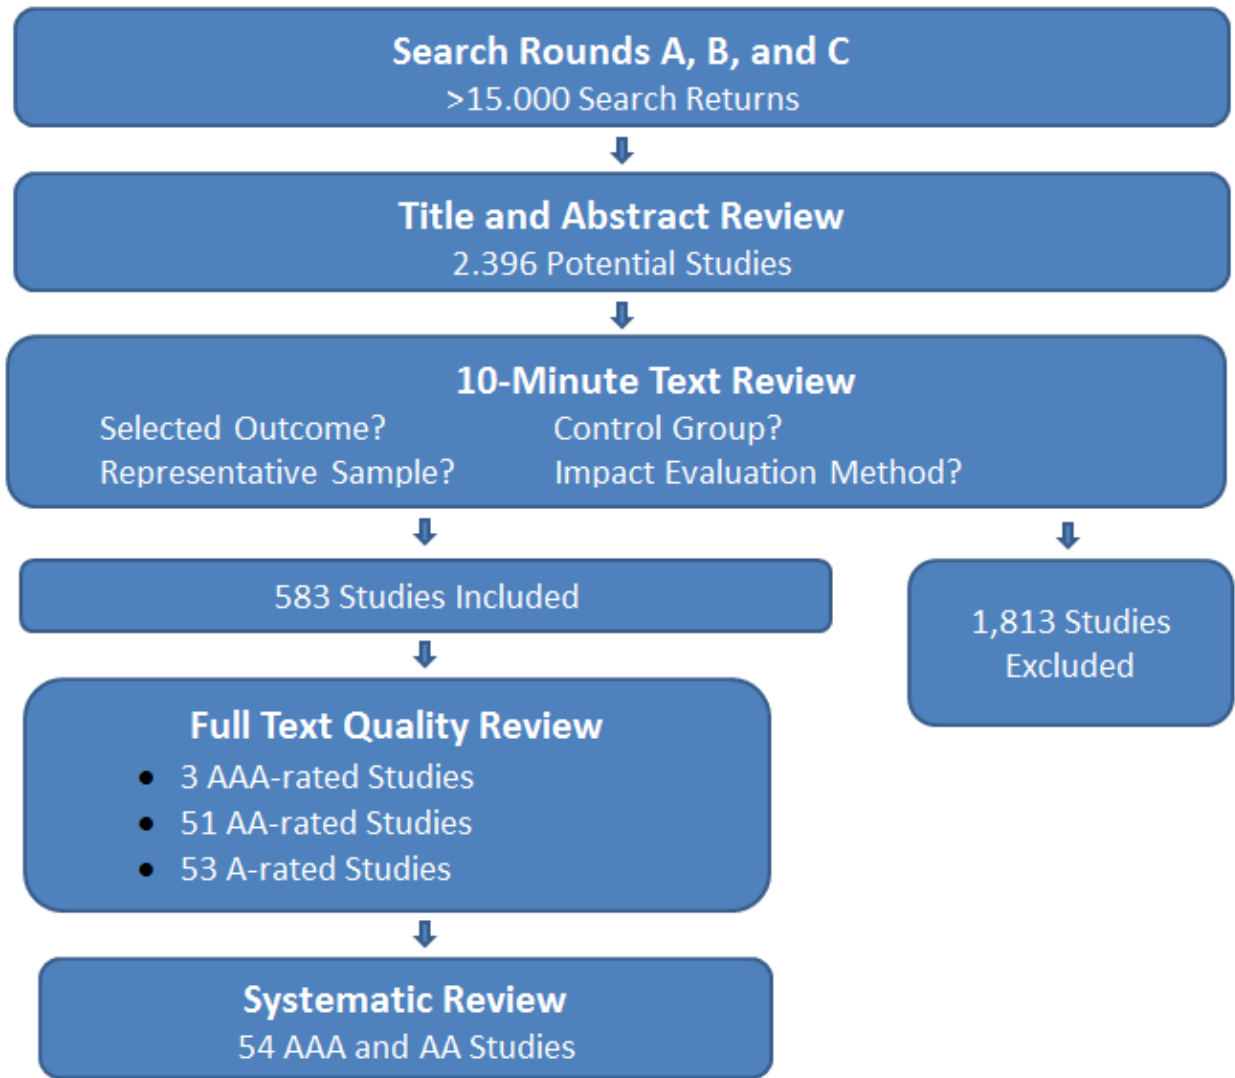 Search Rounds A, B, and C
>15.000 Search Returns
Title and Abstract Review
2.396 Potential Studies
10-Minute Text Review
Selected Outcome? Control Group?
Representative Sample? Impact Evaluation Method?
583 Studies Included
1,813 Studies
Excluded
Full Text Quality Review
• 3 AAA-rated Studies
• 51 AA-rated Studies
• 53 A-rated Studies
Systematic Review
54 AAA and AA Studies